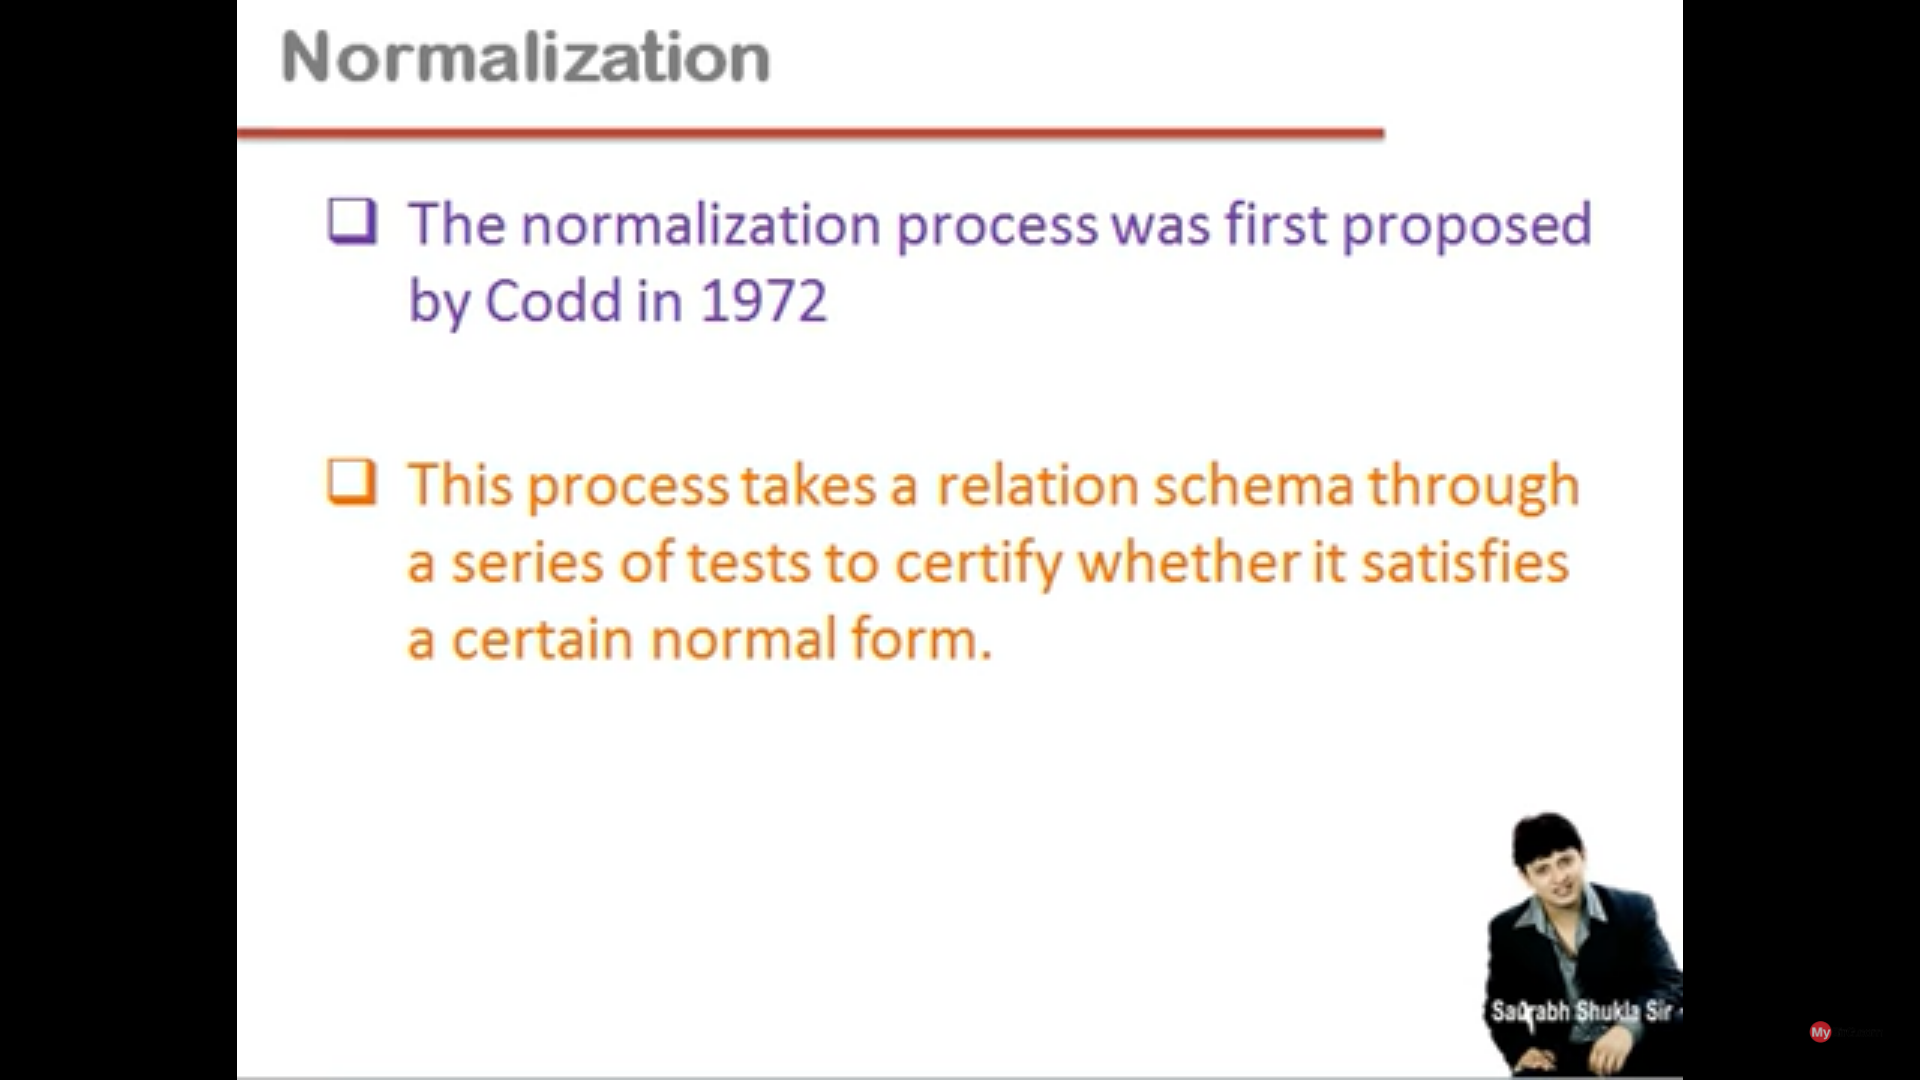 Normalization
The normalization process was first proposed
by Codd in 1972
This process takes a relation schema through
a series of tests to certify whether it satisfies
a certain normal form.
Saurabh Shukla Sir
My